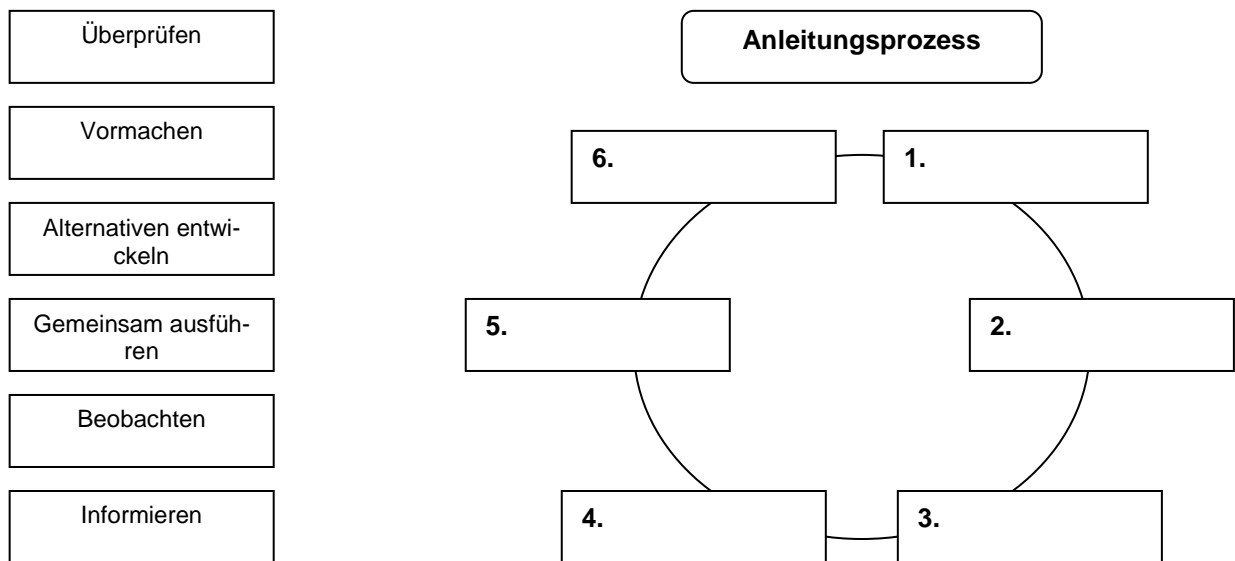 Überprüfen
Vormachen
Alternativen entwi-
ckeln
Gemeinsam ausfüh-
ren
Beobachten
Informieren
Anleitungsprozess
6.
1.
5.
2.
4.
3.